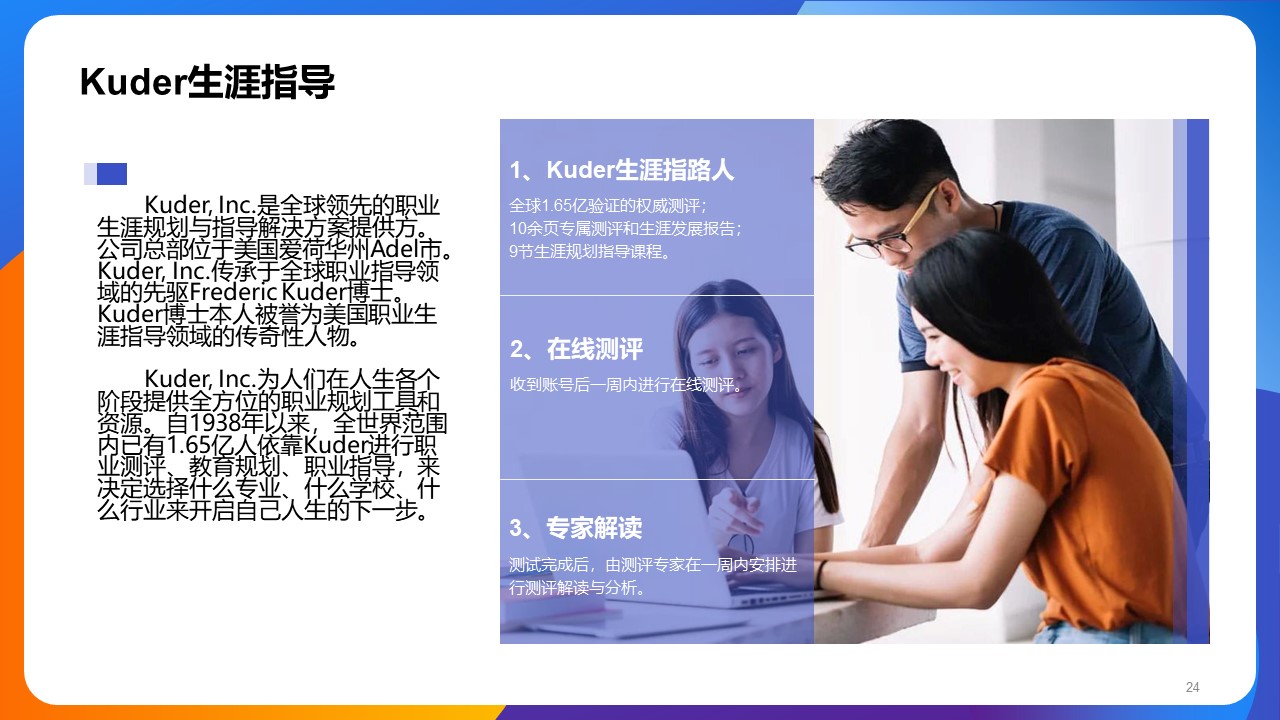 Kuder生涯指导
Kuder, Inc.是全球领先的职业
生涯规划与指导解决方案提供方。
公司总部位于美国爱荷华州Adel市。
Kuder, Inc.传承于全球职业指导领
域的先驱Frederic Kuder博士。
Kuder博士本人被誉为美国职业生
涯指导领域的传奇性人物。
Kuder, Inc.为人们在人生各个
阶段提供全方位的职业规划工具和
资源。自1938年以来，全世界范围
内已有1.65亿人依靠Kuder进行职
业测评、教育规划、职业指导，来
决定选择什么专业、什么学校、什
么行业来开启自己人生的下一步。
1、Kuder生涯指路人
全球1.65亿验证的权威测评；
10余页专属测评和生涯发展报告；
9节生涯规划指导课程。
2、在线测评
收到账号后一周内进行在线测评。
3、专家解读
测试完成后，由测评专家在一周内安排进
行测评解读与分析。
24